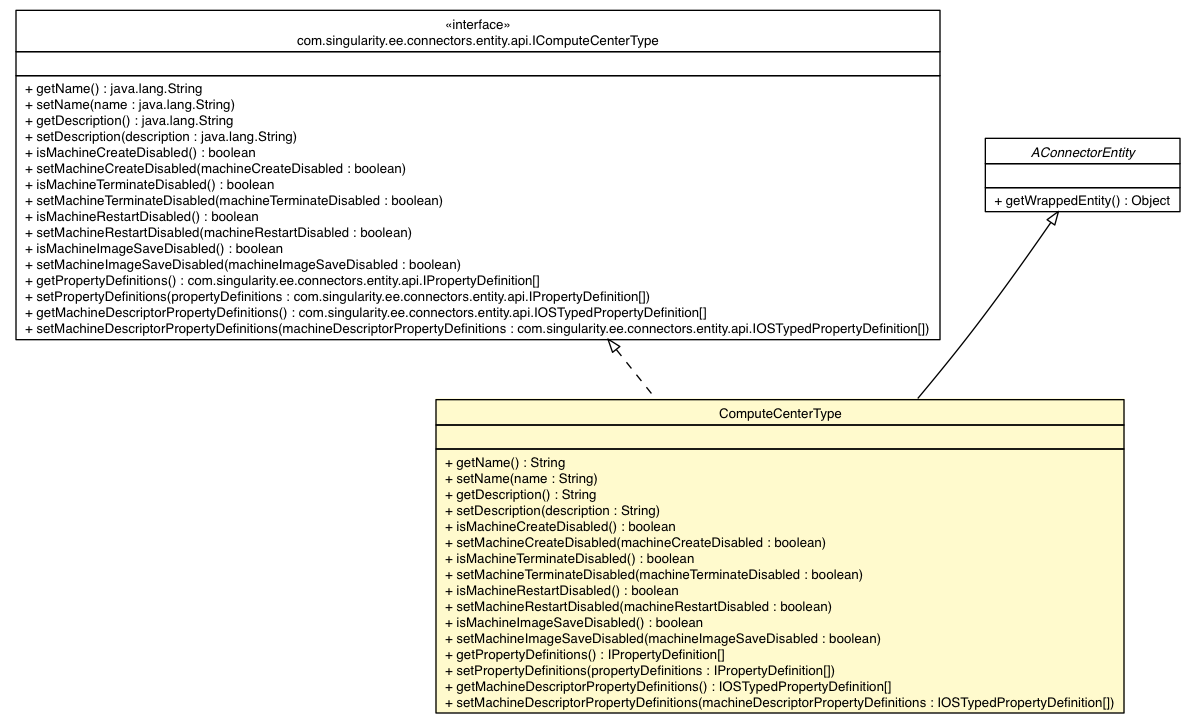 «interface»
com.singularity.ee.connectors.entity.api.IComputeCenterType
+ getName() : java.lang.String
+ setName(name : java.lang.String)
+ getDescription() : java.lang.String
+ setDescription(description : java.lang.String)
+ isMachineCreateDisabled() : boolean
+ setMachineCreateDisabled(machineCreateDisabled : boolean)
+ isMachineTerminateDisabled() : boolean
+ setMachineTerminateDisabled(machineTerminateDisabled : boolean)
+ isMachineRestartDisabled() : boolean
+ setMachineRestartDisabled(machineRestartDisabled : boolean)
+ isMachineImageSaveDisabled() : boolean
+ setMachineImageSaveDisabled(machineImageSaveDisabled : boolean)
+ getPropertyDefinitions() : com.singularity.ee.connectors.entity.api.IPropertyDefinition[]
+ setPropertyDefinitions(propertyDefinitions : com.singularity.ee.connectors.entity.api.IPropertyDefinition[])
+ getMachineDescriptorPropertyDefinitions() : com.singularity.ee.connectors.entity.api.IOSTypedPropertyDefinition[]
+ setMachineDescriptorPropertyDefinitions(machineDescriptorPropertyDefinitions : com.singularity.ee.connectors.entity.api.IOSTypedPropertyDefinition[])
AConnectorEntity
+ getWrappedEntity() : Object
ComputeCenterType
+ getName() : String
+ setName(name : String)
+ getDescription() : String
+ setDescription(description : String)
+ isMachineCreateDisabled() : boolean
+ setMachineCreateDisabled(machineCreateDisabled : boolean)
+ isMachineTerminateDisabled() : boolean
+ setMachineTerminateDisabled(machineTerminateDisabled : boolean)
+ isMachineRestartDisabled() : boolean
+ setMachineRestartDisabled(machineRestartDisabled : boolean)
+ isMachineImageSaveDisabled() : boolean
+ setMachineImageSaveDisabled(machineImageSaveDisabled : boolean)
+ getPropertyDefinitions() : IPropertyDefinition[]
+ setPropertyDefinitions(propertyDefinitions : IPropertyDefinition[])
+ getMachineDescriptorPropertyDefinitions() : IOSTypedPropertyDefinition[]
+ setMachineDescriptorPropertyDefinitions(machineDescriptorPropertyDefinitions : IOSTypedPropertyDefinition[])